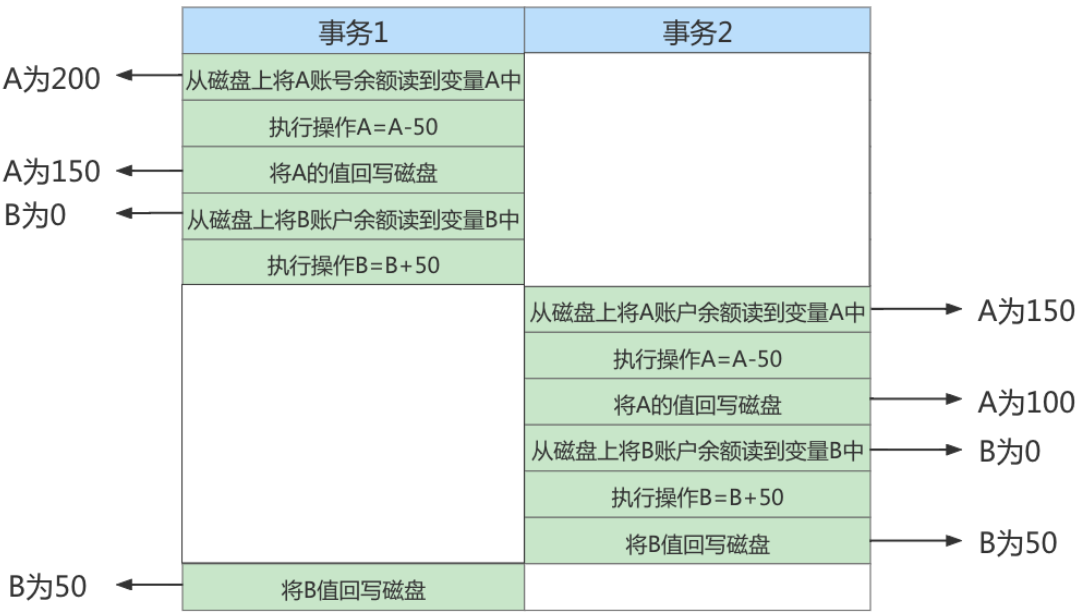 事务1
事务2
A为200
从磁盘上将A账号余额读到变量A中
执行操作A=A-50
A为150
将A的值回写磁盘
B为0
从磁盘上将B账户余额读到变量B中
执行操作B=B+50
从磁盘上将A账户余额读到变量A中
A为150
执行操作A=A-50
将A的值回写磁盘
A为100
从磁盘上将B账户余额读到变量B中
B为0
执行操作B=B+50
将B值回写磁盘
B为50
B为50
将B值回写磁盘